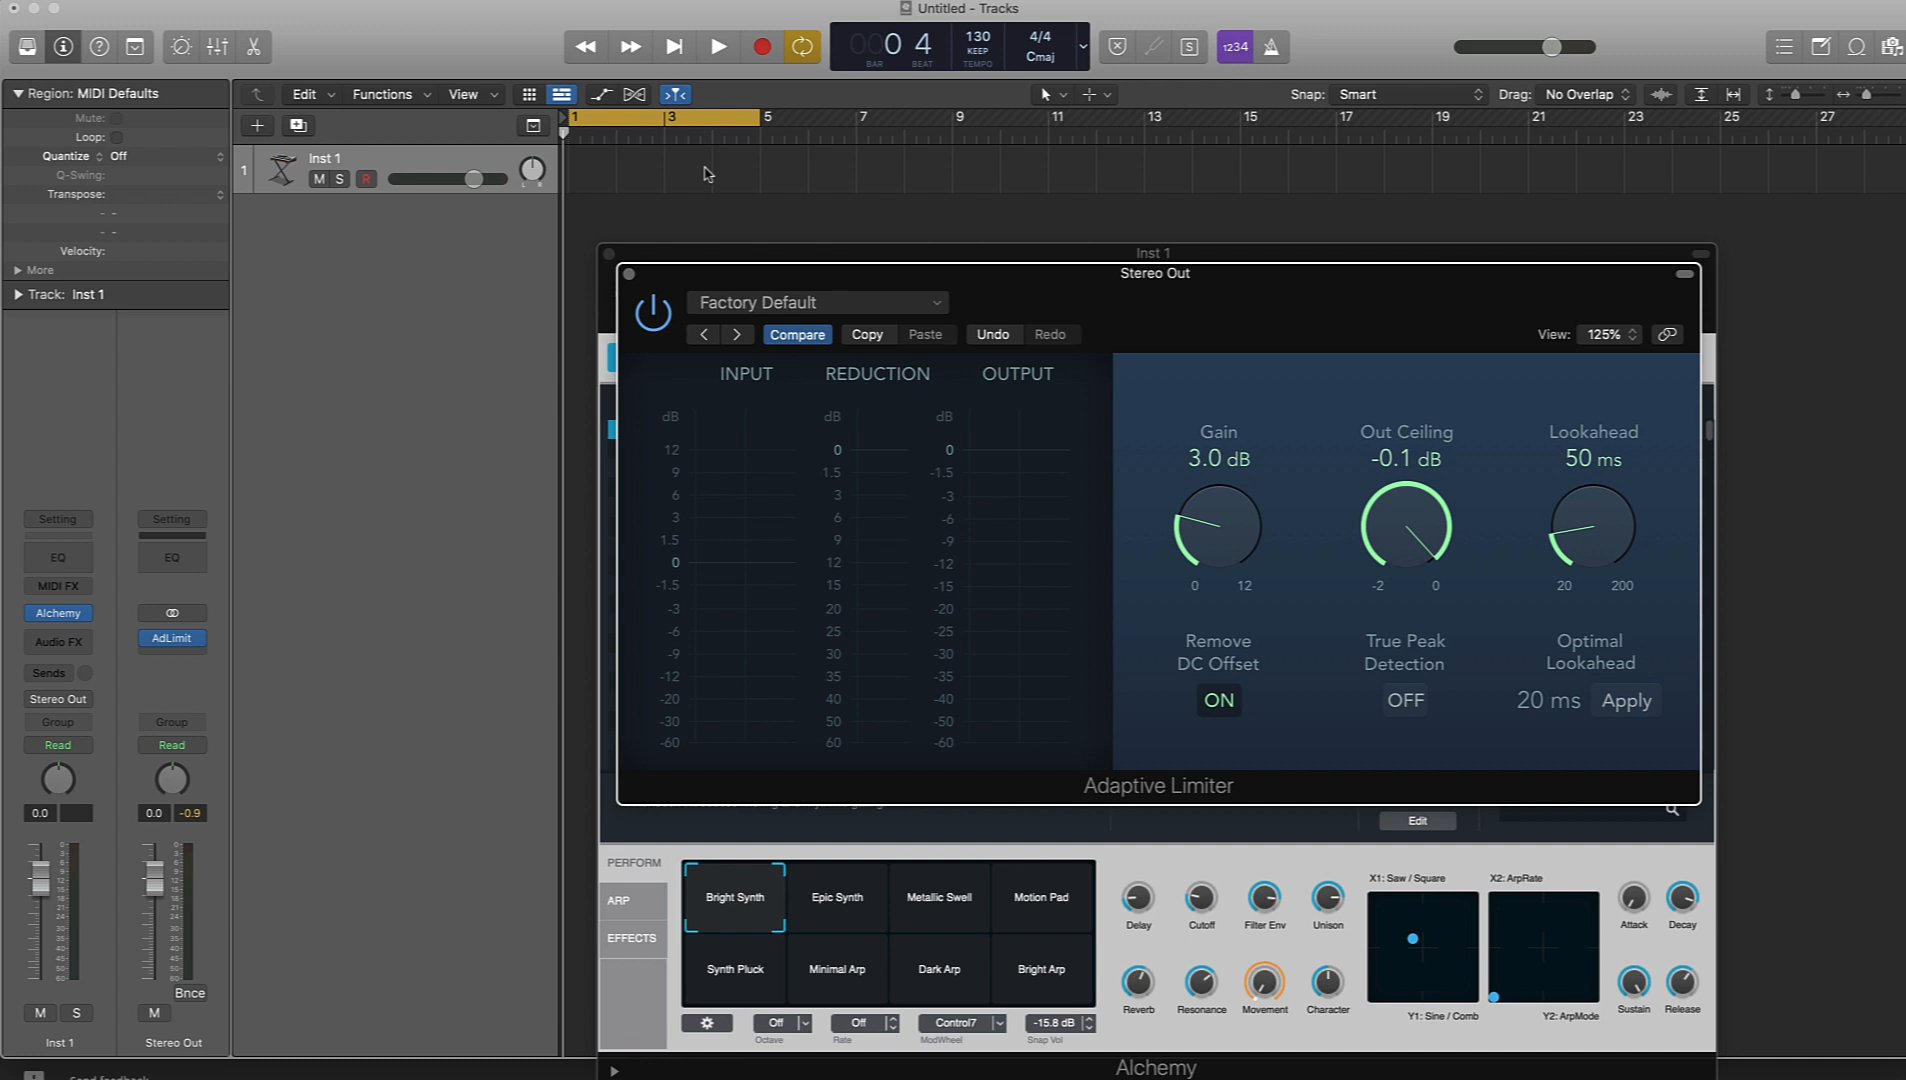 Untitled - Tracks
1234
0 4
BAR BEAT
130
KEEP
TEMPO
4/4
Cmaj
S
Region: MIDI Defaults
Edit Functions View
Snap: Smart
Drag: No Overlap
Mute:
Loop:
Quantize Off
Q-Swing:
Transpose:
Velocity:
More
Track: Inst 1
1 3 5 7 9 11 13 15 17 19 21 23 25 27
1
Inst 1
M S R
L R
Inst 1
Stereo Out
Factory Default
Compare Copy Paste Undo Redo
View: 125%
INPUT REDUCTION OUTPUT
dB dB dB
12 0 0
9 1.5 -1.5
6 3 -3
3 6 -6
1.5 9 -9
0 12 -12
-1.5 15 -15
-3 20 -20
-6 25 -25
-9 30 -30
-12 35 -35
-20 40 -40
-30 50 -50
-60 60 -60
Gain Out Ceiling Lookahead
3.0 dB -0.1 dB 50 ms
0 12 -2 0 20 200
Remove DC Offset
ON
True Peak Detection
OFF
Optimal Lookahead
20 ms Apply
Adaptive Limiter
Edit
Setting Setting
EQ EQ
MIDI FX
Alchemy
Audio FX AdLimit
Sends
Stereo Out
Group Group
Read Read
0.0 0.0 -0.9
Bnce
M S M
Inst 1 Stereo Out
PERFORM
ARP
EFFECTS
Bright Synth Epic Synth Metallic Swell Motion Pad
Synth Pluck Minimal Arp Dark Arp Bright Arp
Off Off Control7 -15.8 dB
Octave Rate ModWheel Snap Vol
Delay Cutoff Filter Env Unison
Reverb Resonance Movement Character
X1: Saw / Square X2: ArpRate
Y1: Sine / Comb Y2: ArpMode
Attack Decay
Sustain Release
Alchemy
Send feedback